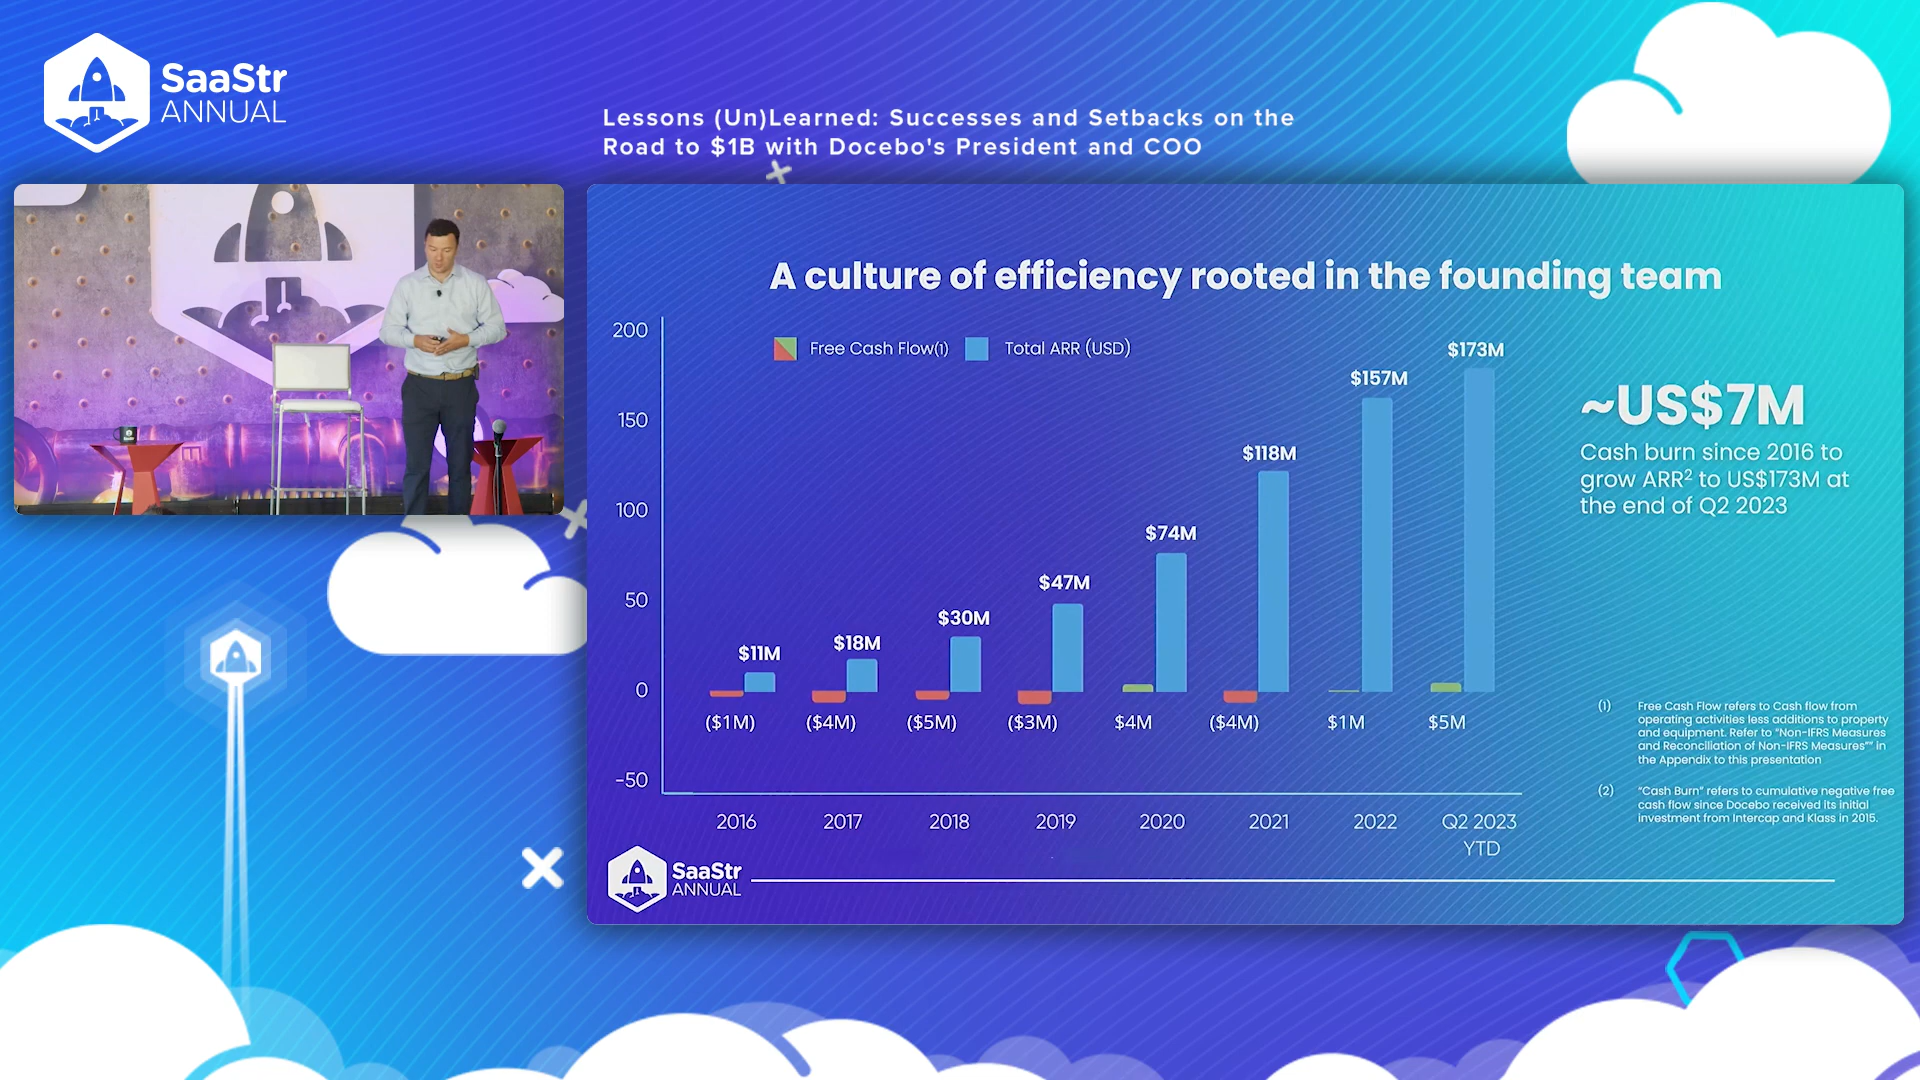 SaaStr
ANNUAL
Lessons (Un)Learned: Successes and Setbacks on the
Road to $1B with Docebo's President and COO
A culture of efficiency rooted in the founding team
Free Cash Flow(1)
Total ARR (USD)
200
150
100
50
0
-50
$11M
$18M
$30M
$47M
$74M
$118M
$157M
$173M
($1M)
($4M)
($5M)
($3M)
$4M
($4M)
$1M
$5M
2016
2017
2018
2019
2020
2021
2022
Q2 2023
YTD
~US$7M
Cash burn since 2016 to
grow ARR² to US$173M at
the end of Q2 2023
(1) Free Cash Flow refers to Cash flow from
operating activities less additions to property
and equipment. Refer to "Non-IFRS Measures
and Reconciliation of Non-IFRS Measures"" in
the Appendix to this presentation
(2) "Cash Burn" refers to cumulative negative free
cash flow since Docebo received its initial
investment from Intercap and Klass in 2015.
SaaStr
ANNUAL